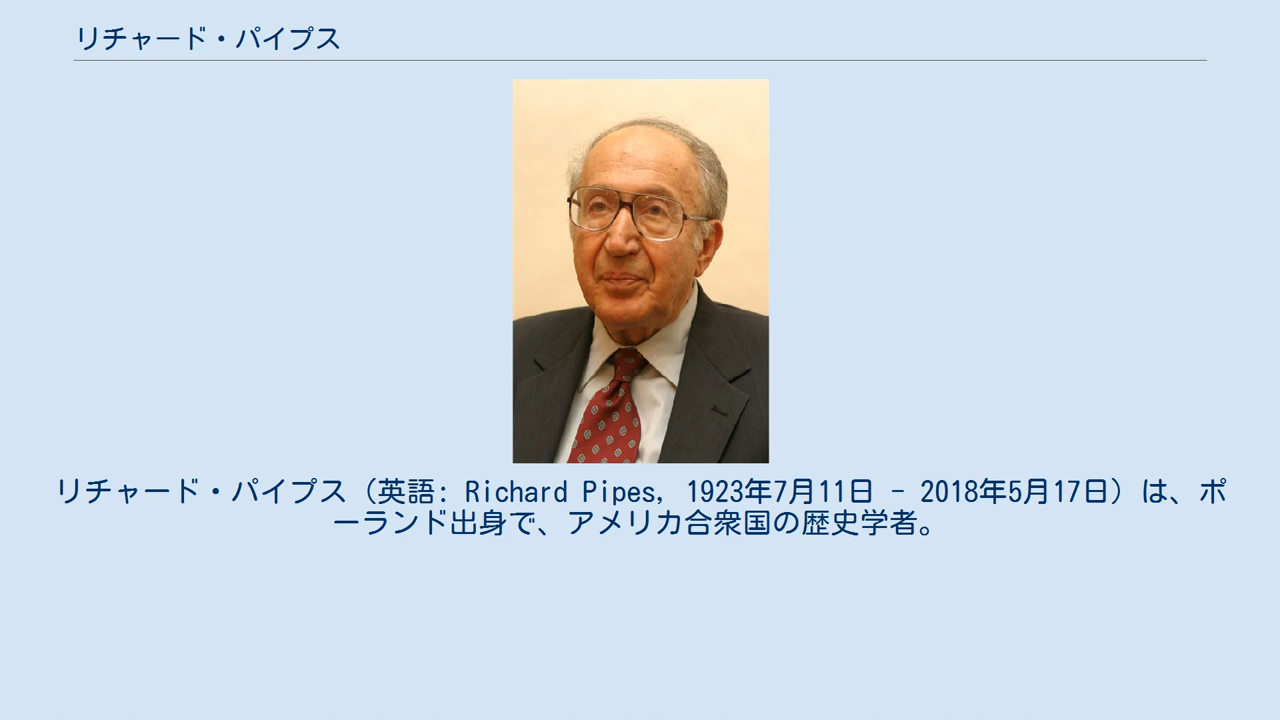 リチャード・パイプス
リチャード・パイプス（英語: Richard Pipes, 1923年7月11日 - 2018年5月17日）は、ポ
ーランド出身で、アメリカ合衆国の歴史学者。